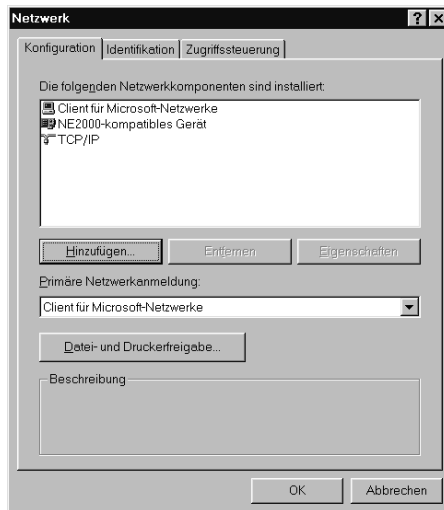 Netzwerk
Konfiguration Identifikation Zugriffssteuerung
Die folgenden Netzwerkkomponenten sind installiert:
Client für Microsoft-Netzwerke
NE2000-kompatibles Gerät
TCP/IP
Hinzufügen... Entfernen Eigenschaften
Primäre Netzwerkanmeldung:
Client für Microsoft-Netzwerke
Datei- und Druckerfreigabe...
Beschreibung
OK Abbrechen